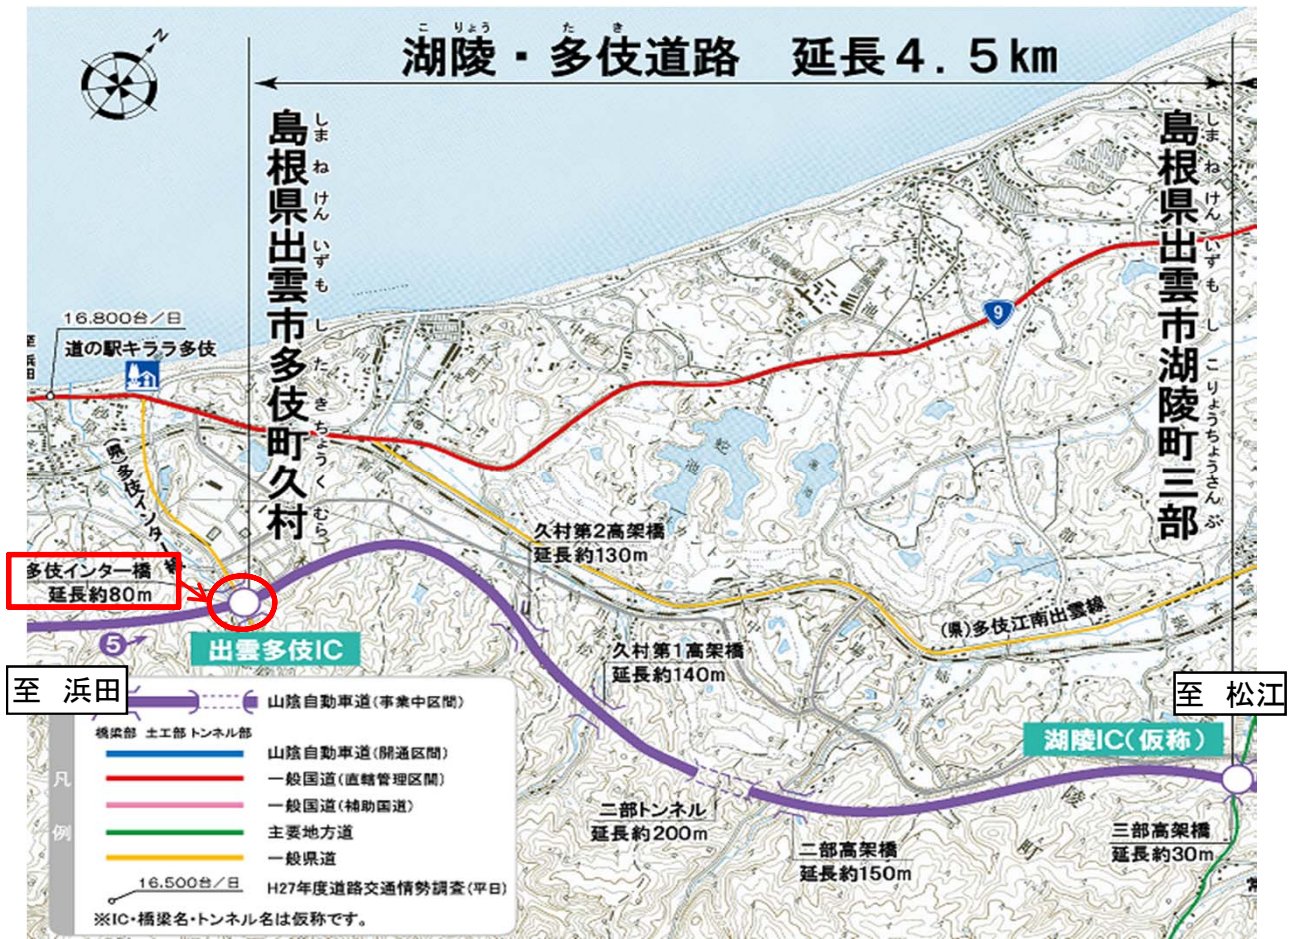 N
こ りょう た き
湖陵・多伎道路 延長4.5km
島根県出雲市多伎町久村
しま ね けん いずも し た き ちょう く むら
島根県出雲市湖陵町三部
しま ね けん いずも し こ りょうちょうさんぶ
16.800台/日
至浜田
道の駅キララ多伎
9
(県)多伎インター線
久村第2高架橋
延長約130m
多伎インター橋
延長約80m
5
出雲多伎IC
久村第1高架橋
延長約140m
(県)多伎江南出雲線
至 浜田
至 松江
湖陵IC(仮称)
二部トンネル
延長約200m
二部高架橋
延長約150m
三部高架橋
延長約30m
蛇池
大池
陵
町
凡例
山陰自動車道(事業中区間)
橋梁部 土工部 トンネル部
山陰自動車道(開通区間)
一般国道(直轄管理区間)
一般国道(補助国道)
主要地方道
一般県道
16.500台/日
H27年度道路交通情勢調査(平日)
※IC・橋梁名・トンネル名は仮称です。